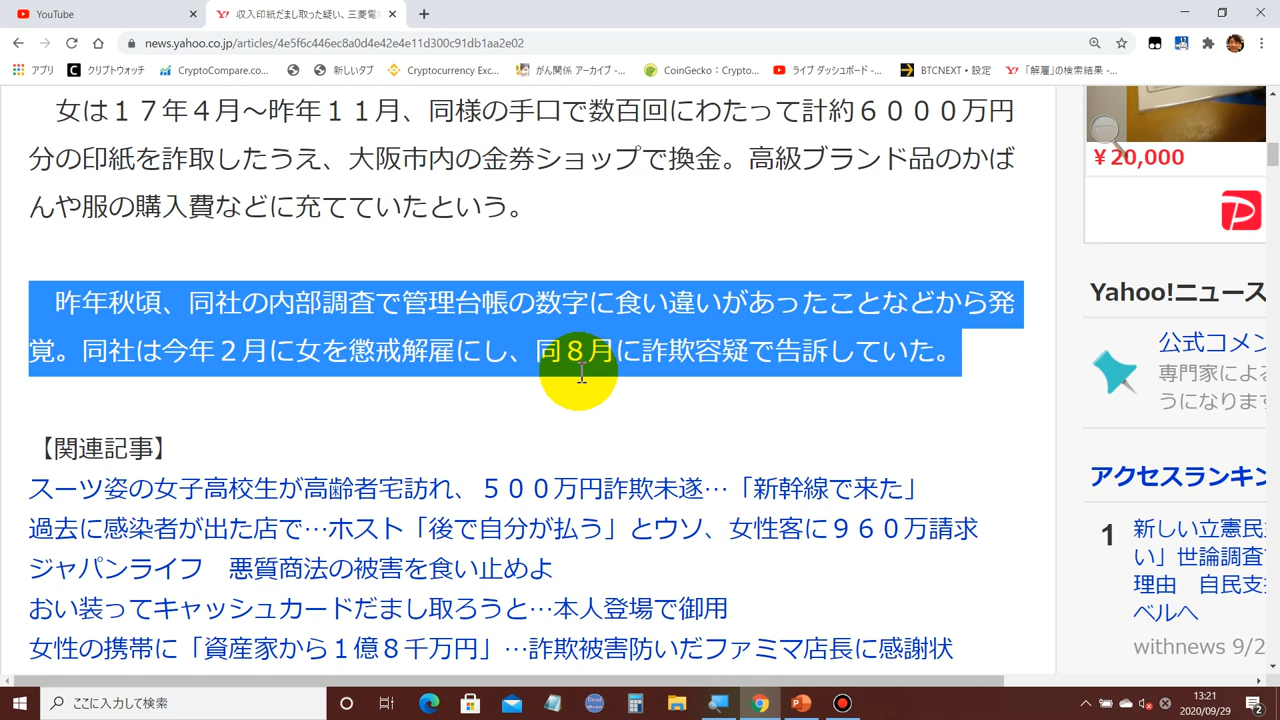 YouTube
収入印紙だまし取った疑い、三菱電
news.yahoo.co.jp/articles/4e5f6c446ec8a0d4e42e4e11d300c91db1aa2e02
アプリ
クリプトウォッチ
CryptoCompare.co...
新しいタブ
Cryptocurrency Exc...
がん関係 アーカイブ -...
CoinGecko : Cryptoc...
ライブ ダッシュボード -...
BTCNEXT・設定
「解雇」の検索結果 -...
女は１７年４月～昨年１１月、同様の手口で数百回にわたって計約６０００万円
分の印紙を詐取したうえ、大阪市内の金券ショップで換金。高級ブランド品のかば
んや服の購入費などに充てていたという。
昨年秋頃、同社の内部調査で管理台帳の数字に食い違いがあったことなどから発
覚。同社は今年２月に女を懲戒解雇にし、同８月に詐欺容疑で告訴していた。
【関連記事】
スーツ姿の女子高校生が高齢者宅訪れ、５００万円詐欺未遂…「新幹線で来た」
過去に感染者が出た店で…ホスト「後で自分が払う」とウソ、女性客に９６０万請求
ジャパンライフ　悪質商法の被害を食い止めよ
おい装ってキャッシュカードだまし取ろうと…本人登場で御用
女性の携帯に「資産家から１億８千万円」…詐欺被害防いだファミマ店長に感謝状
￥20,000
Yahoo!ニュース
公式コメン
専門家による
うになります
アクセスランキン
1
新しい立憲民主
い」世論調査で
理由　自民支持
ベルへ
withnews 9/2
ここに入力して検索
13:21
2020/09/29
2